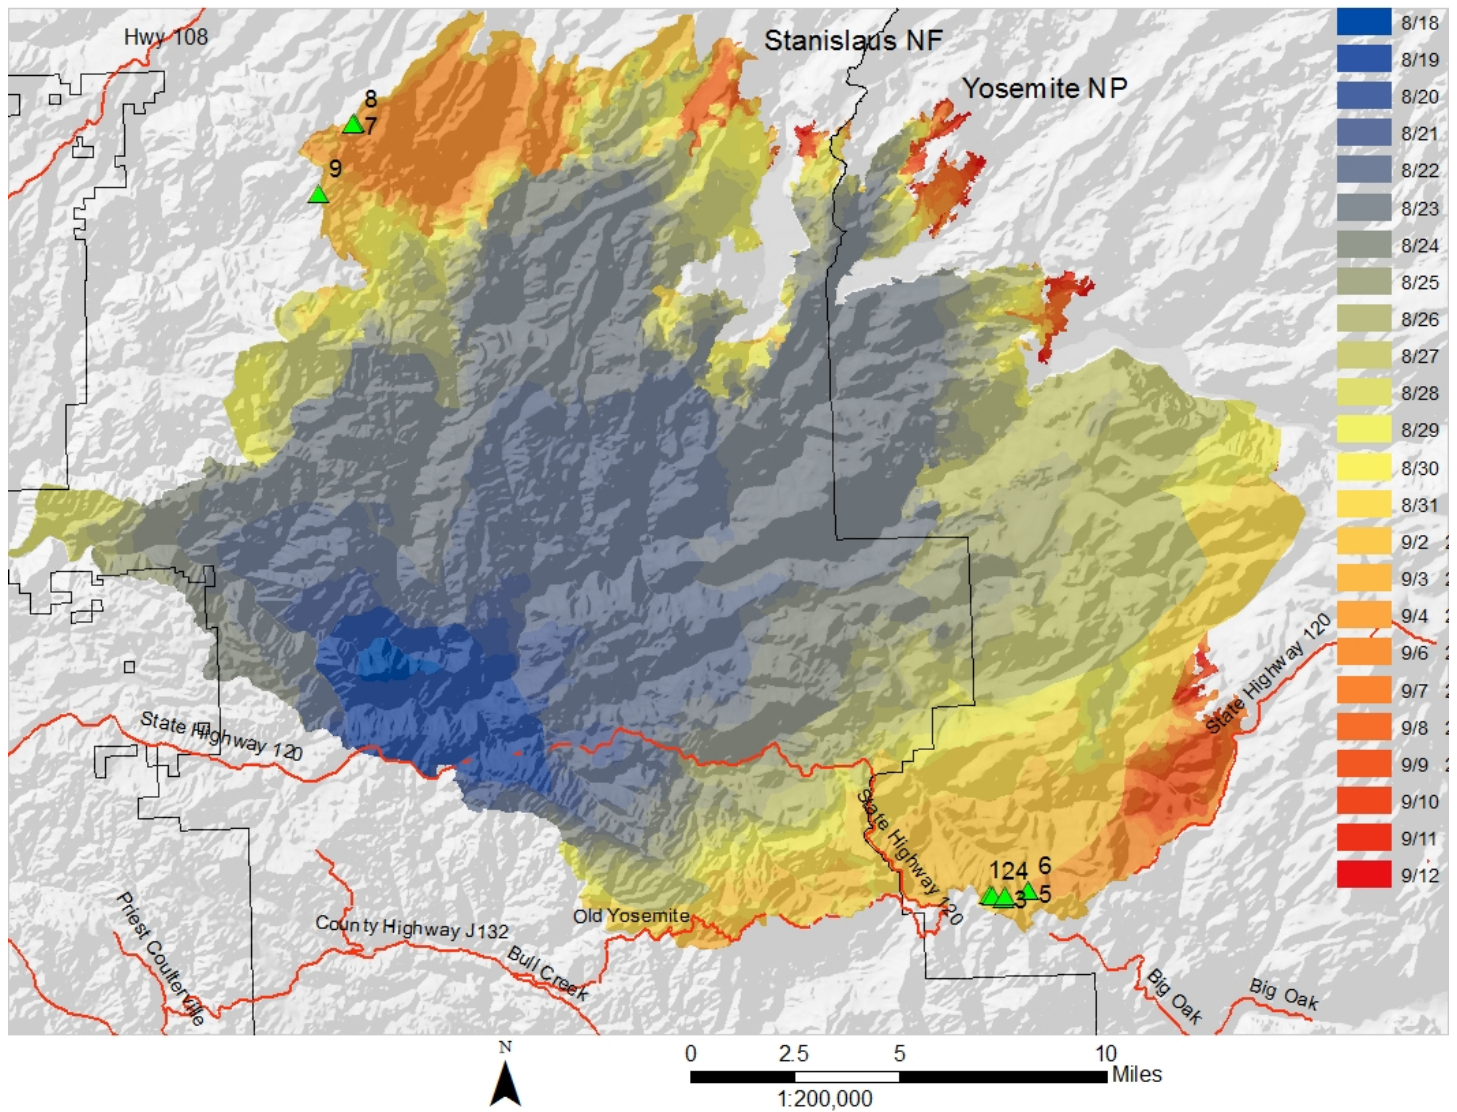 Hwy 108
Stanislaus NF
Yosemite NP
8
7
9
State Highway 120
State Highway 120
State Highway 120
124 6
3 5
Old Yosemite
County Highway J132
Bull Creek
Priest Coulterville
Big Oak
Big Oak
8/18
8/19
8/20
8/21
8/22
8/23
8/24
8/25
8/26
8/27
8/28
8/29
8/30
8/31
9/2
9/3
9/4
9/6
9/7
9/8
9/9
9/10
9/11
9/12
N
0 2.5 5 10
Miles
1:200,000